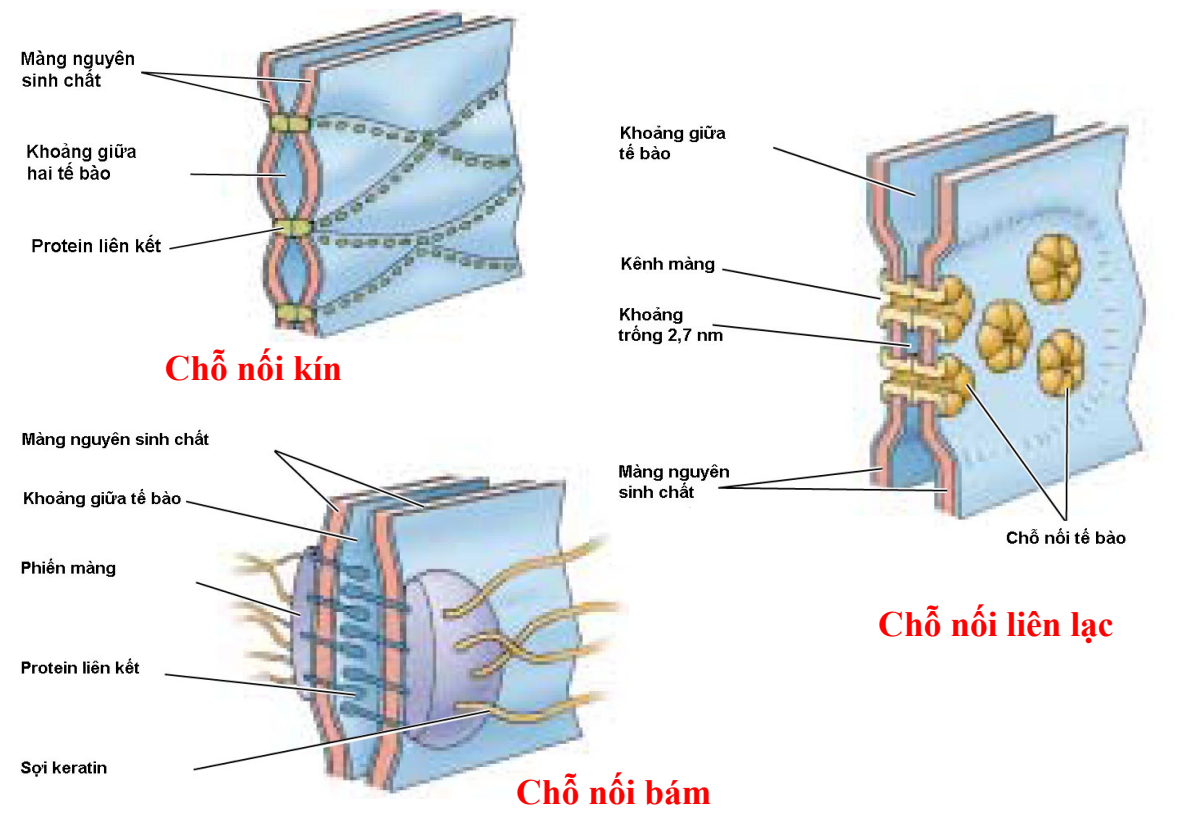 Màng nguyên
sinh chất
Khoảng giữa
hai tế bào
Protein liên kết
Chỗ nối kín
Khoảng giữa
tế bào
Kênh màng
Khoảng
trống 2,7 nm
Màng nguyên
sinh chất
Chỗ nối tế bào
Chỗ nối liên lạc
Màng nguyên sinh chất
Khoảng giữa tế bào
Phiến màng
Protein liên kết
Sợi keratin
Chỗ nối bám